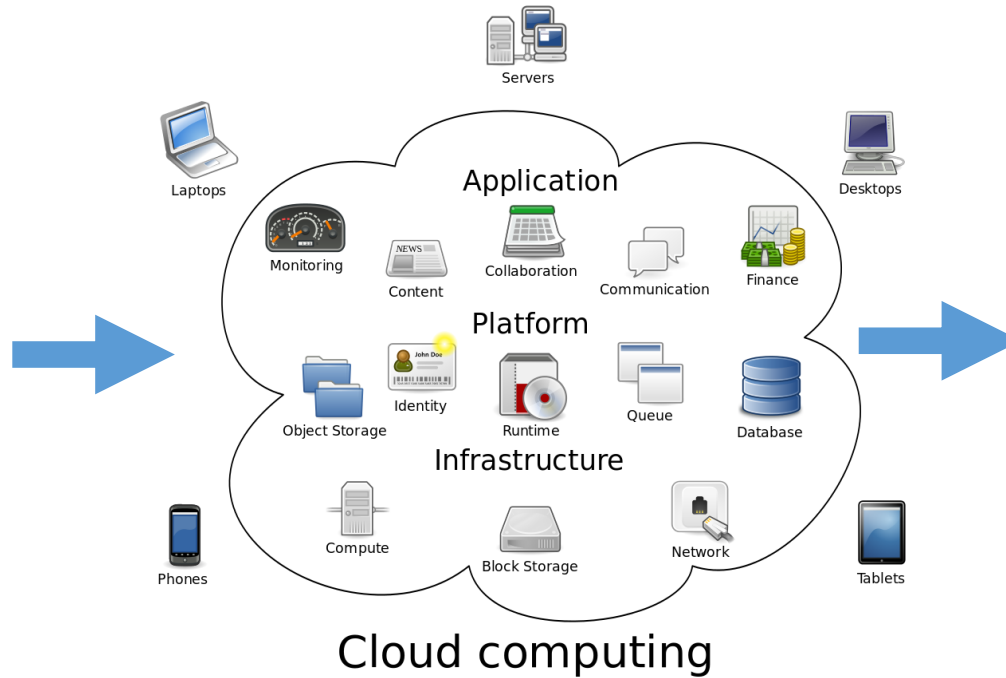 Servers
Laptops
Desktops
Application
Monitoring
NEWS
Content
Collaboration
Communication
Finance
Platform
Object Storage
John Doe
Identity
Runtime
Queue
Database
Infrastructure
Compute
Block Storage
Network
Phones
Tablets
Cloud computing